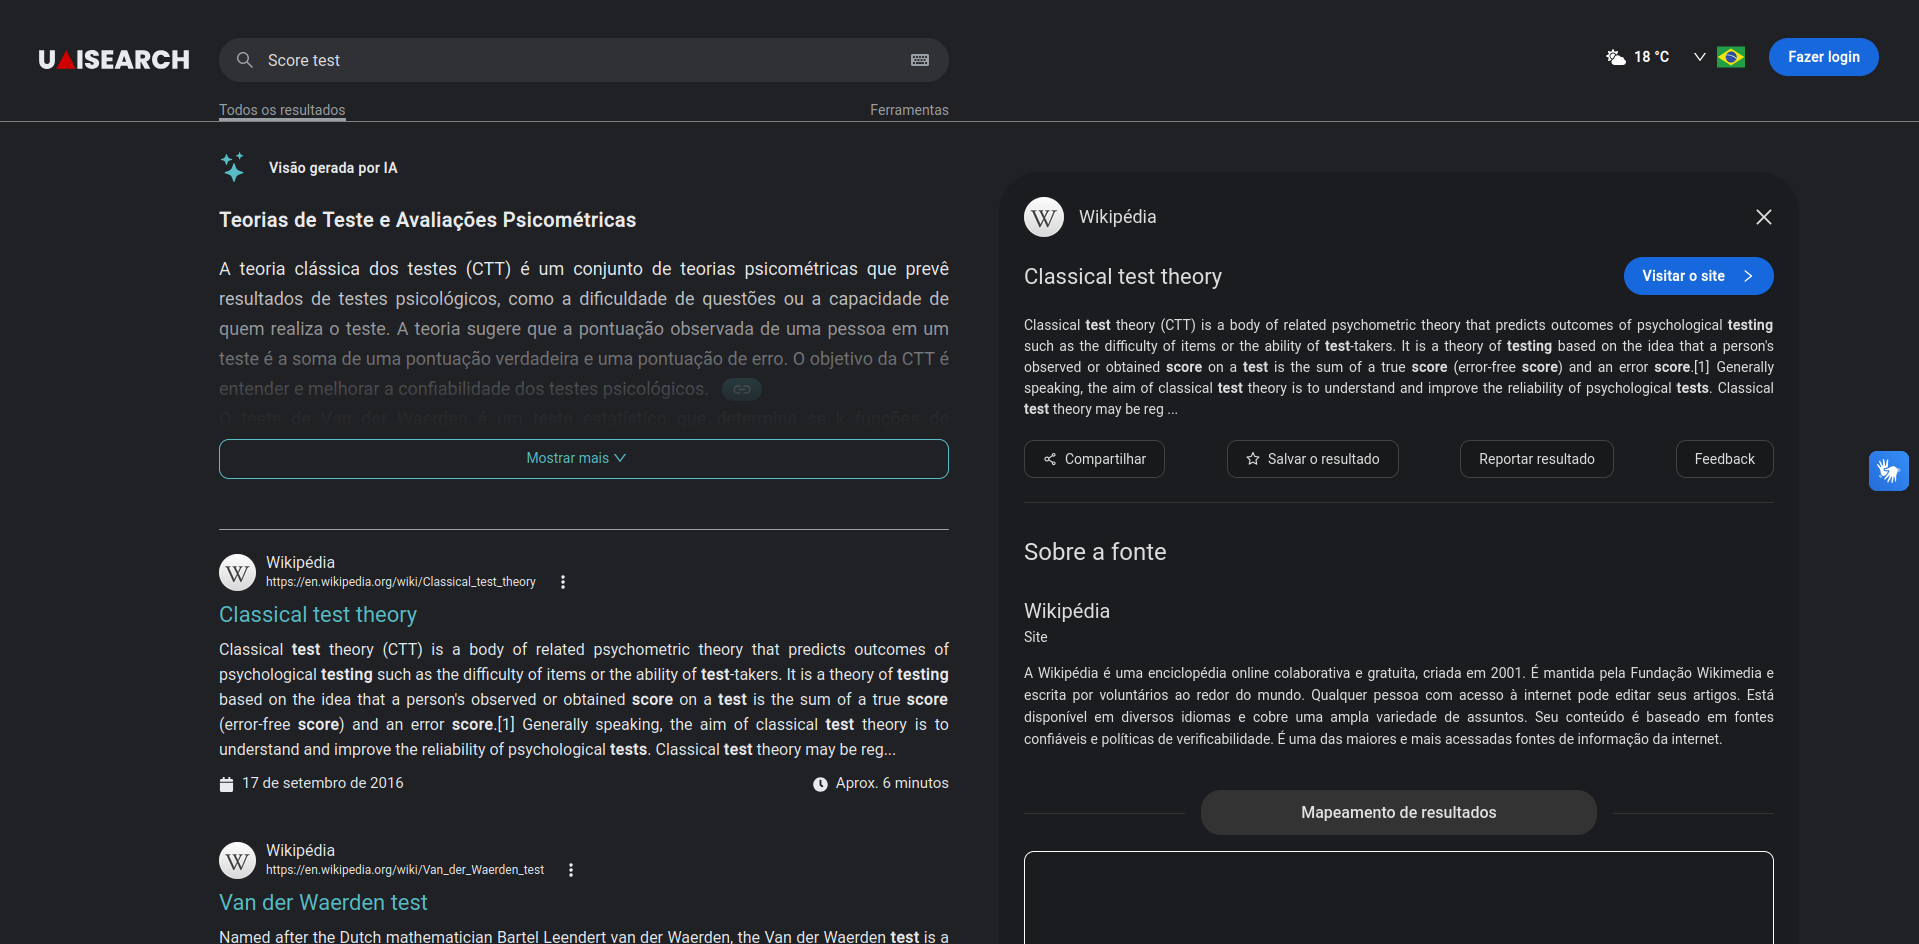 UAISEARCH
Score test
18 °C
Fazer login
Todos os resultados
Ferramentas
Visão gerada por IA
Teorias de Teste e Avaliações Psicométricas
A teoria clássica dos testes (CTT) é um conjunto de teorias psicométricas que prevê
resultados de testes psicológicos, como a dificuldade de questões ou a capacidade de
quem realiza o teste. A teoria sugere que a pontuação observada de uma pessoa em um
teste é a soma de uma pontuação verdadeira e uma pontuação de erro. O objetivo da CTT é
entender e melhorar a confiabilidade dos testes psicológicos.
O teste de Van der Waerden é um teste estatístico que determina se k funções de
Mostrar mais
Wikipédia
https://en.wikipedia.org/wiki/Classical_test_theory
Classical test theory
Classical test theory (CTT) is a body of related psychometric theory that predicts outcomes of
psychological testing such as the difficulty of items or the ability of test-takers. It is a theory of testing
based on the idea that a person's observed or obtained score on a test is the sum of a true score
(error-free score) and an error score.[1] Generally speaking, the aim of classical test theory is to
understand and improve the reliability of psychological tests. Classical test theory may be reg...
17 de setembro de 2016
Aprox. 6 minutos
Wikipédia
https://en.wikipedia.org/wiki/Van_der_Waerden_test
Van der Waerden test
Named after the Dutch mathematician Bartel Leendert van der Waerden, the Van der Waerden test is a
W Wikipédia
Classical test theory
Visitar o site
Classical test theory (CTT) is a body of related psychometric theory that predicts outcomes of psychological testing
such as the difficulty of items or the ability of test-takers. It is a theory of testing based on the idea that a person's
observed or obtained score on a test is the sum of a true score (error-free score) and an error score.[1] Generally
speaking, the aim of classical test theory is to understand and improve the reliability of psychological tests. Classical
test theory may be reg ...
Compartilhar
Salvar o resultado
Reportar resultado
Feedback
Sobre a fonte
Wikipédia
Site
A Wikipédia é uma enciclopédia online colaborativa e gratuita, criada em 2001. É mantida pela Fundação Wikimedia e
escrita por voluntários ao redor do mundo. Qualquer pessoa com acesso à internet pode editar seus artigos. Está
disponível em diversos idiomas e cobre uma ampla variedade de assuntos. Seu conteúdo é baseado em fontes
confiáveis e políticas de verificabilidade. É uma das maiores e mais acessadas fontes de informação da internet.
Mapeamento de resultados